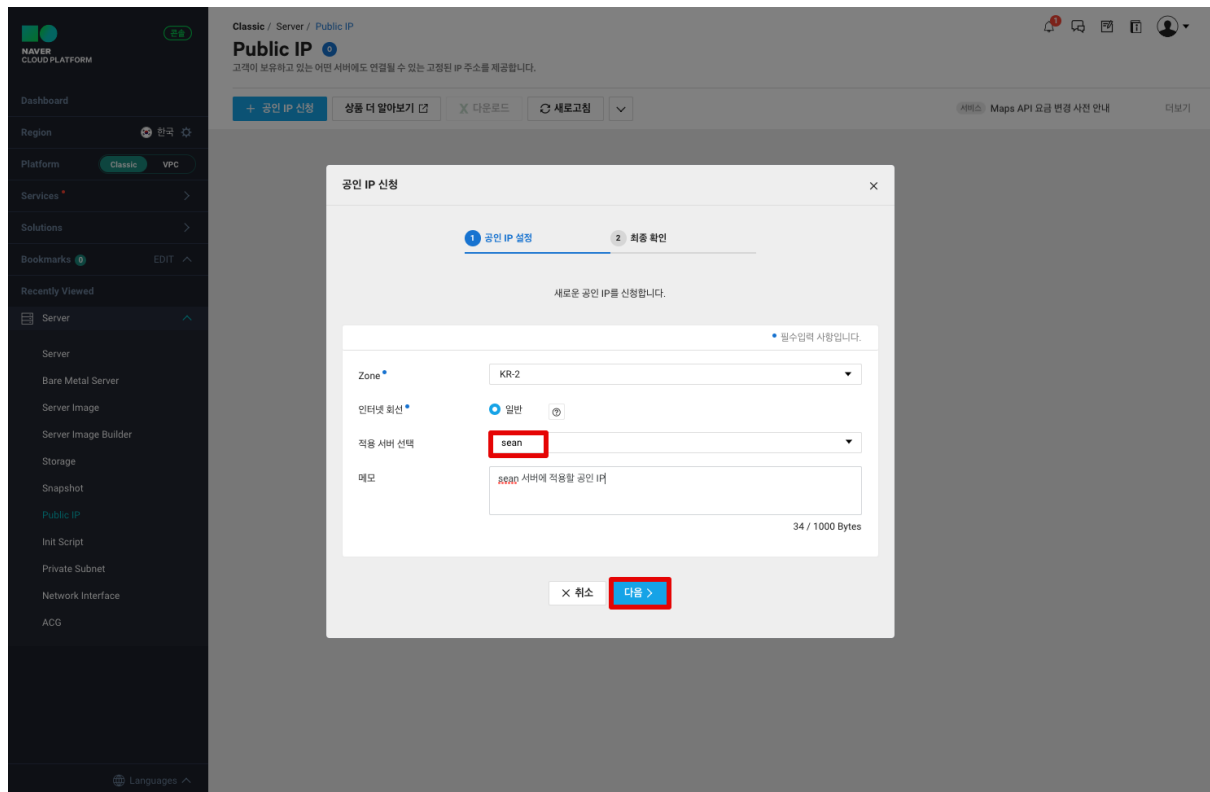 NAVER
CLOUD PLATFORM
콘솔
Dashboard
Region 한국
Platform Classic VPC
Services
Solutions
Bookmarks 0 EDIT
Recently Viewed
Server
Server
Bare Metal Server
Server Image
Server Image Builder
Storage
Snapshot
Public IP
Init Script
Private Subnet
Network Interface
ACG
Languages
Classic / Server / Public IP
Public IP 0
고객이 보유하고 있는 어떤 서버에도 연결될 수 있는 고정된 IP 주소를 제공합니다.
1
+ 공인 IP 신청 상품 더 알아보기 다운로드 새로고침
서비스 Maps API 요금 변경 사전 안내 더보기
공인 IP 신청
1 공인 IP 설정 2 최종 확인
새로운 공인 IP를 신청합니다.
필수입력 사항입니다.
Zone KR-2
인터넷 회선 일반
적용 서버 선택 sean
메모 sean 서버에 적용할 공인 IP
34 / 1000 Bytes
취소 다음